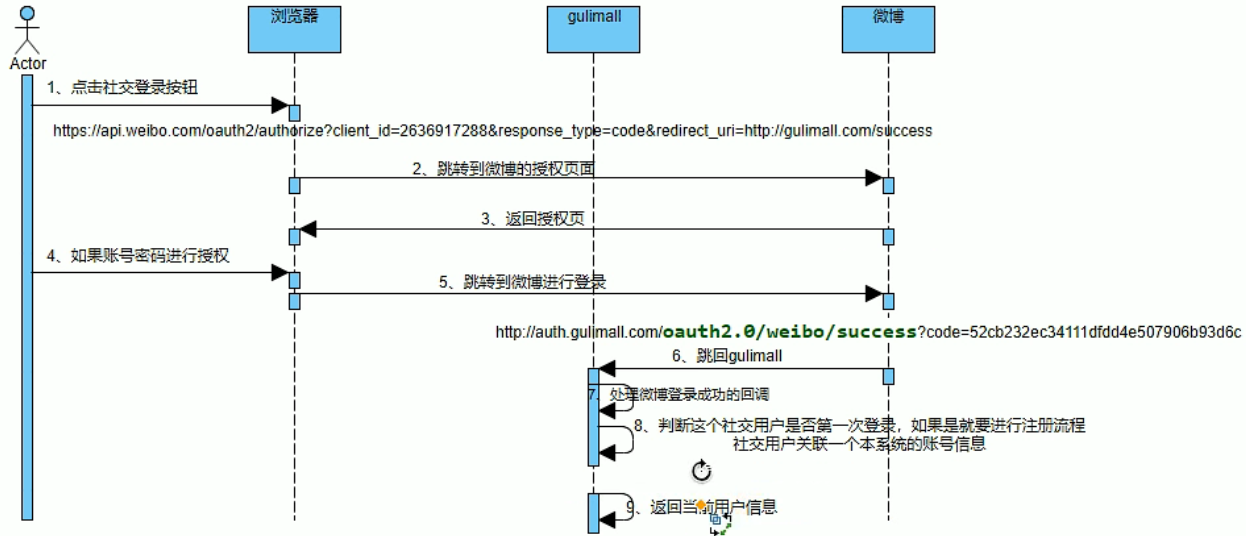 浏览器
gulimall
微博
Actor
1、点击社交登录按钮
https://api.weibo.com/oauth2/authorize?client_id=2636917288&response_type=code&redirect_uri=http://gulimall.com/success
2、跳转到微博的授权页面
3、返回授权页
4、如果账号密码进行授权
5、跳转到微博进行登录
http://auth.gulimall.com/oauth2.0/weibo/success?code=52cb232ec34111dfdd4e507906b93d6c
6、跳回gulimall
7、处理微博登录成功的回调
8、判断这个社交用户是否第一次登录，如果是就要进行注册流程
社交用户关联一个本系统的账号信息
9、返回当前用户信息